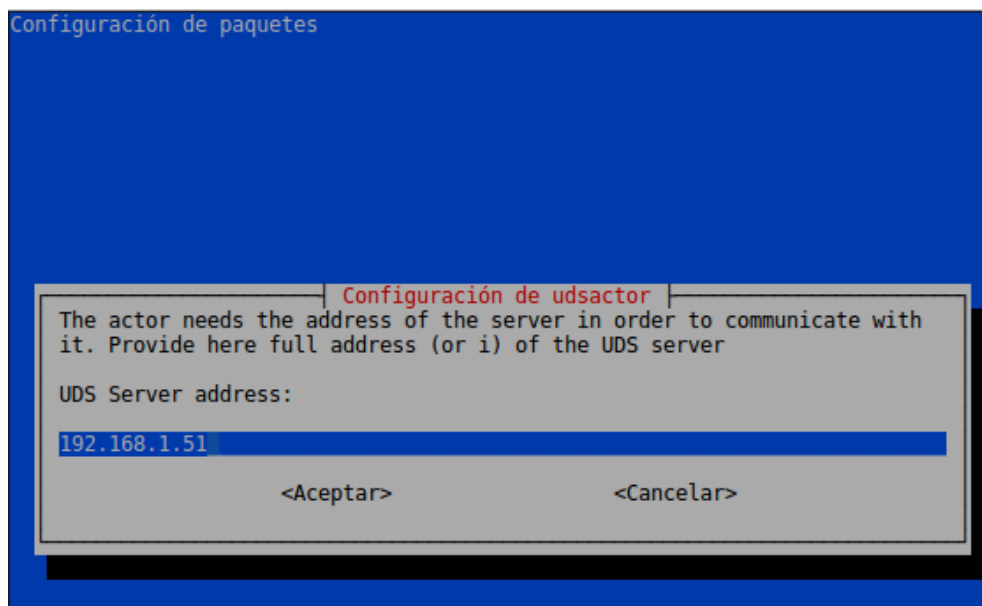 Configuración de paquetes
Configuración de udsactor
The actor needs the address of the server in order to communicate with
it. Provide here full address (or i) of the UDS server
UDS Server address:
192.168.1.51
<Aceptar> <Cancelar>